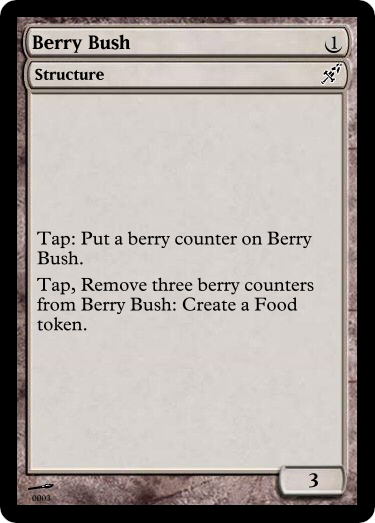 Berry Bush 1
Structure
Tap: Put a berry counter on Berry
Bush.
Tap, Remove three berry counters
from Berry Bush: Create a Food
token.
3
0003